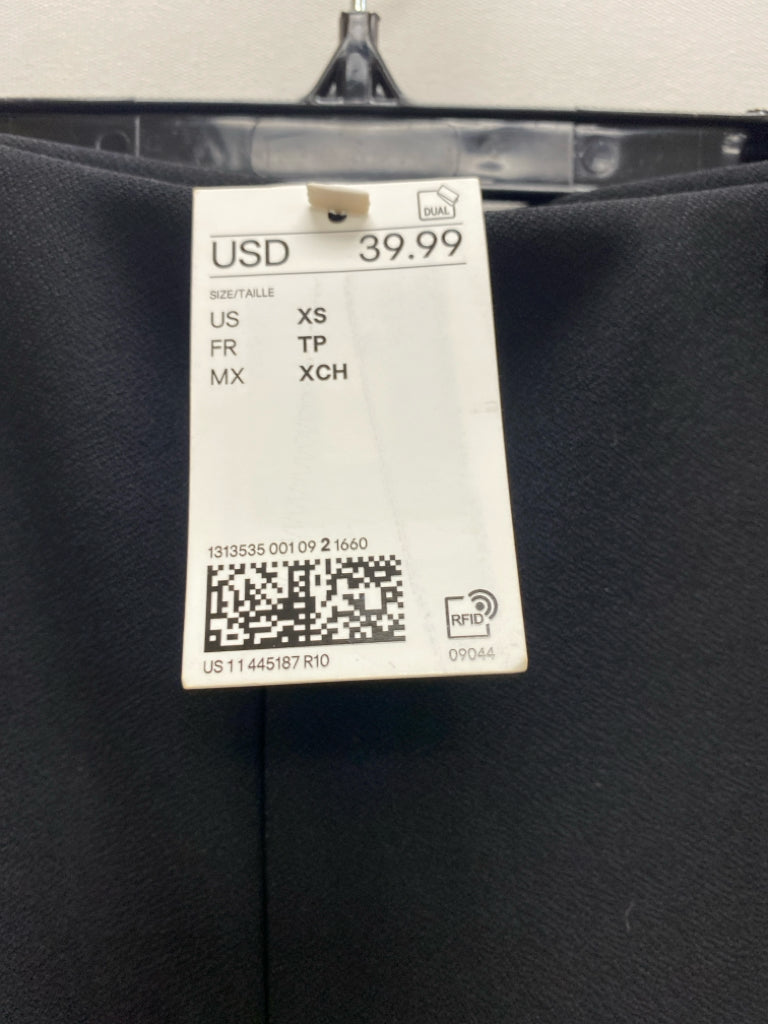 DUAL
USD 39.99
SIZE/TAILLE
US XS
FR TP
MX XCH
1313535 001 09 2 1660
US 11 445187 R10
RFID
09044